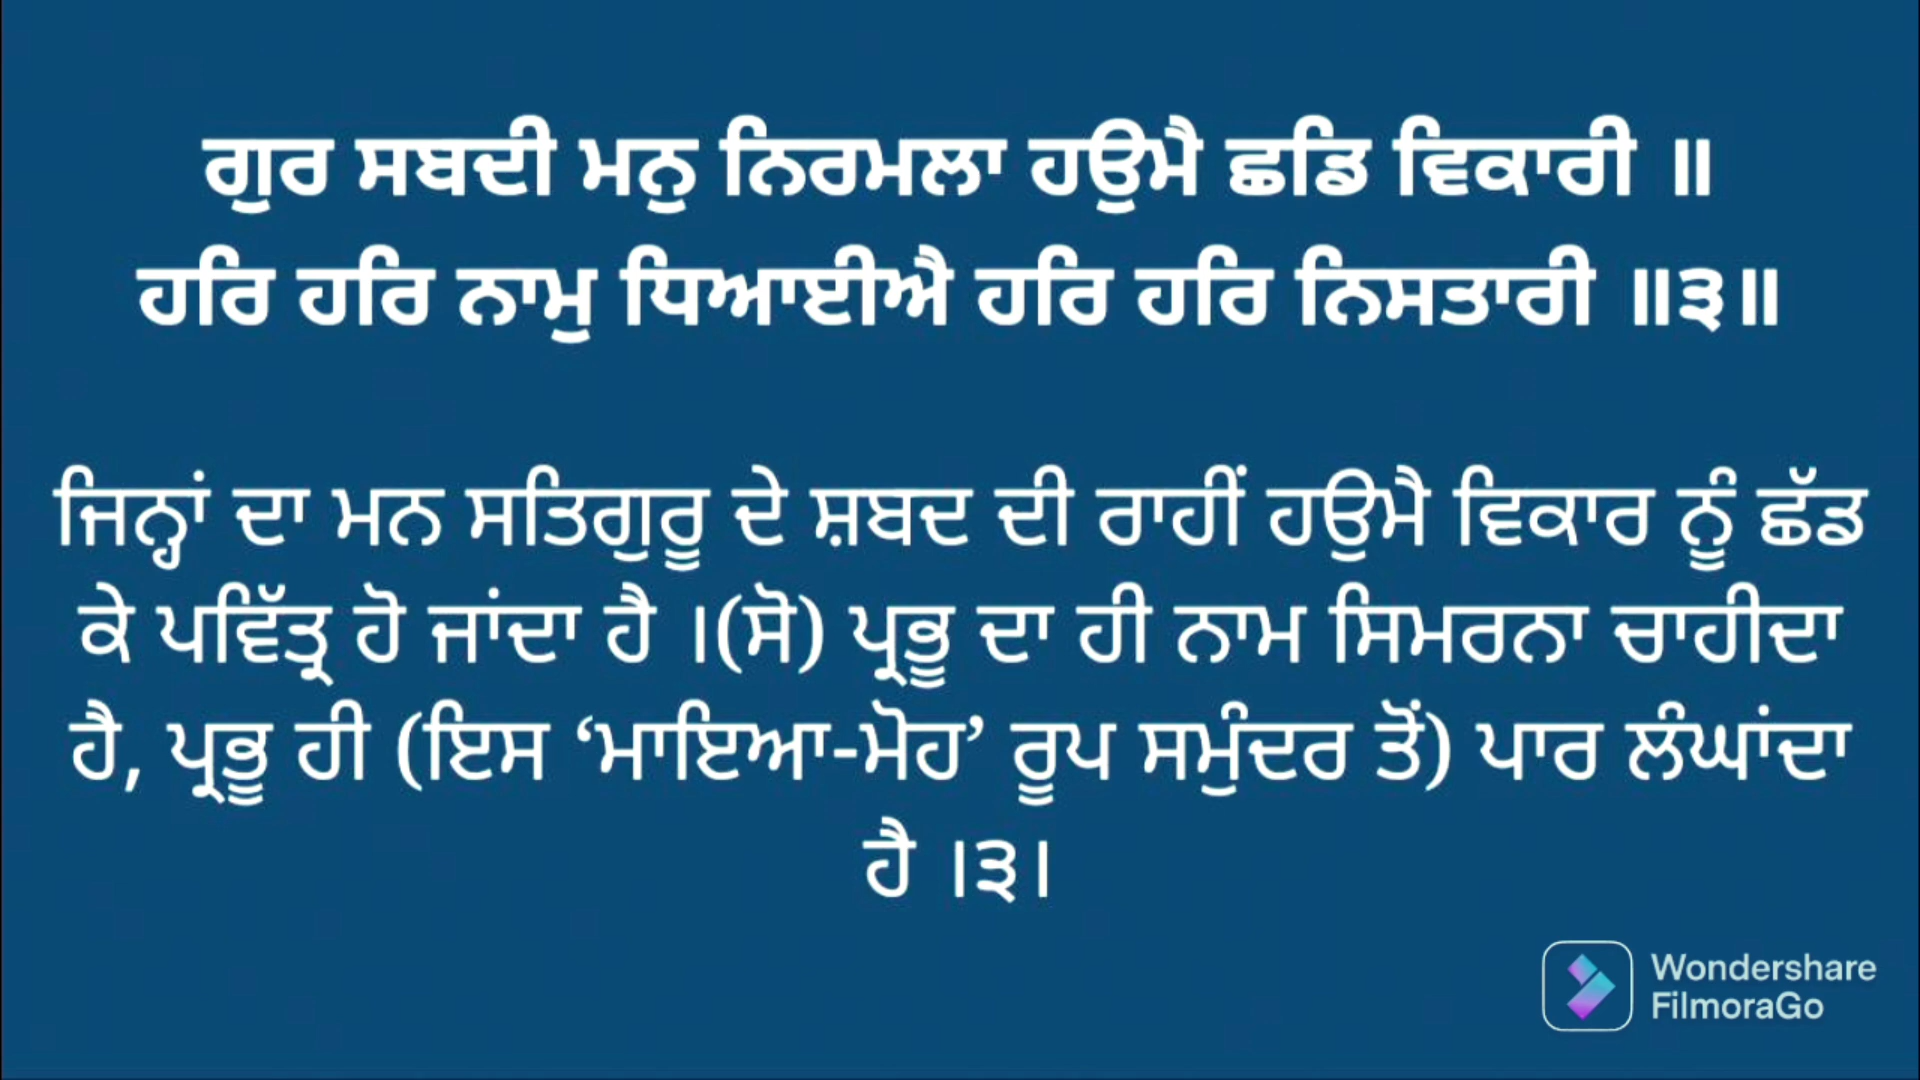 ਗੁਰ ਸਬਦੀ ਮਨੁ ਨਿਰਮਲਾ ਹਉਮੈ ਛਡਿ ਵਿਕਾਰੀ ॥
ਹਰਿ ਹਰਿ ਨਾਮੁ ਧਿਆਈਐ ਹਰਿ ਹਰਿ ਨਿਸਤਾਰੀ ॥੩॥
ਜਿਨ੍ਹਾਂ ਦਾ ਮਨ ਸਤਿਗੁਰੂ ਦੇ ਸ਼ਬਦ ਦੀ ਰਾਹੀਂ ਹਉਮੈ ਵਿਕਾਰ ਨੂੰ ਛੱਡ
ਕੇ ਪਵਿੱਤ੍ਰ ਹੋ ਜਾਂਦਾ ਹੈ ।(ਸੋ) ਪ੍ਰਭੂ ਦਾ ਹੀ ਨਾਮ ਸਿਮਰਨਾ ਚਾਹੀਦਾ
ਹੈ, ਪ੍ਰਭੂ ਹੀ (ਇਸ ‘ਮਾਇਆ-ਮੋਹ’ ਰੂਪ ਸਮੁੰਦਰ ਤੋਂ) ਪਾਰ ਲੰਘਾਂਦਾ
ਹੈ ।੩।
Wondershare
FilmoraGo